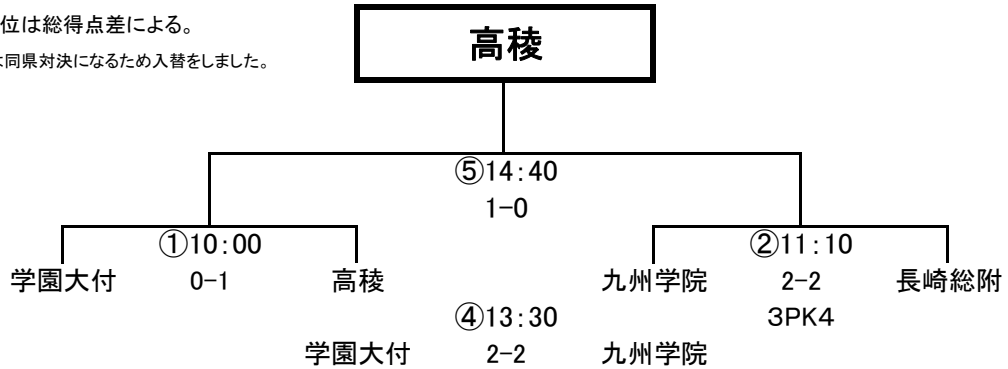 位は総得点差による。
は同県対決になるため入替をしました。
高稜
⑤14:40
1-0
①10:00
②11:10
学園大付 0-1 高稜 九州学院 2-2 長崎総附
④13:30 3PK4
学園大付 2-2 九州学院